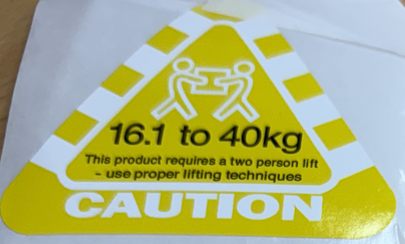 16.1 to 40kg
This product requires a two person lift
- use proper lifting techniques
CAUTION